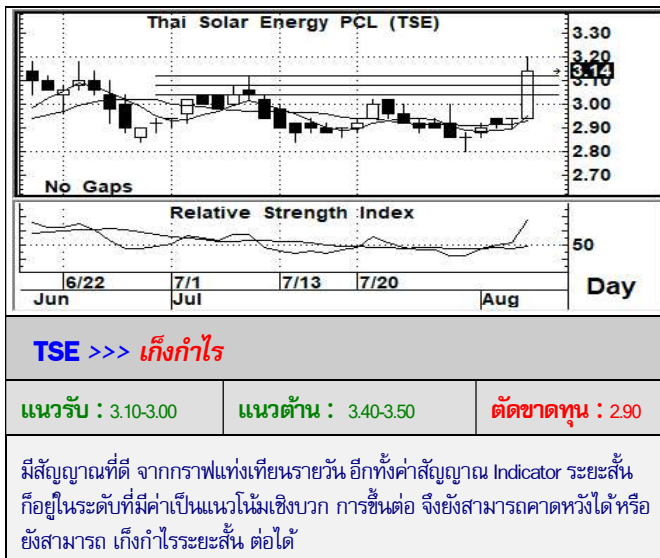 Thai Solar Energy PCL (TSE)
3.30
3.20
3.14
3.10
3.00
2.90
2.80
2.70
No Gaps
Relative Strength Index
50
6/22 7/1 7/13 7/20
Jun Jul Aug
Day
TSE >>> เก็งกำไร
แนวรับ : 3.10-3.00 แนวต้าน : 3.40-3.50 ตัดขาดทุน : 2.90
มีสัญญาณที่ดี จากกราฟแท่งเทียนรายวัน อีกทั้งค่าสัญญาณ Indicator ระยะสั้น
ก็อยู่ในระดับที่มีค่าเป็นแนวโน้มเชิงบวก การขึ้นต่อ จึงยังสามารถคาดหวังได้หรือ
ยังสามารถ เก็งกำไรระยะสั้น ต่อได้